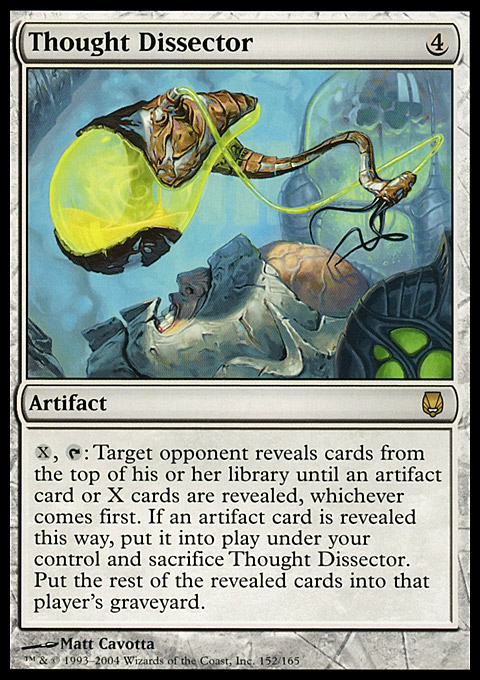 Thought Dissector 4
Artifact
X, : Target opponent reveals cards from
the top of his or her library until an artifact
card or X cards are revealed, whichever
comes first. If an artifact card is revealed
this way, put it into play under your
control and sacrifice Thought Dissector.
Put the rest of the revealed cards into that
player's graveyard.
Matt Cavotta
™ & © 1993–2004 Wizards of the Coast, Inc. 152/165